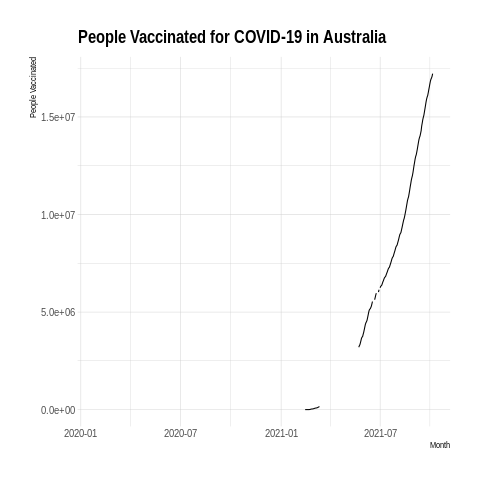 People Vaccinated for COVID-19 in Australia
People Vaccinated
1.5e+07
1.0e+07
5.0e+06
0.0e+00
2020-01 2020-07 2021-01 2021-07
Month